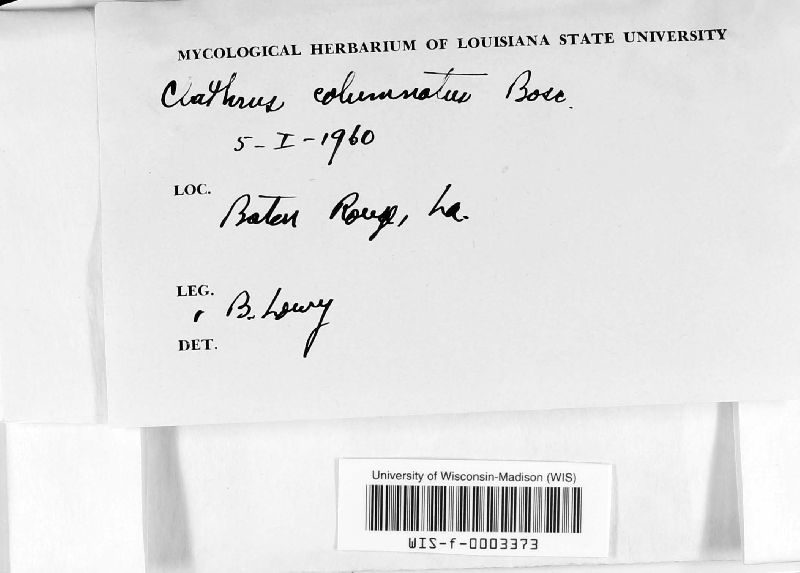 MYCOLOGICAL HERBARIUM OF LOUISIANA STATE UNIVERSITY
Clathrus columnatus Bosc.
5-I-1960
LOC.
Baton Rouge, La.
LEG.
B. Lowy
DET.
University of Wisconsin-Madison (WIS)
WIS-f-0003373